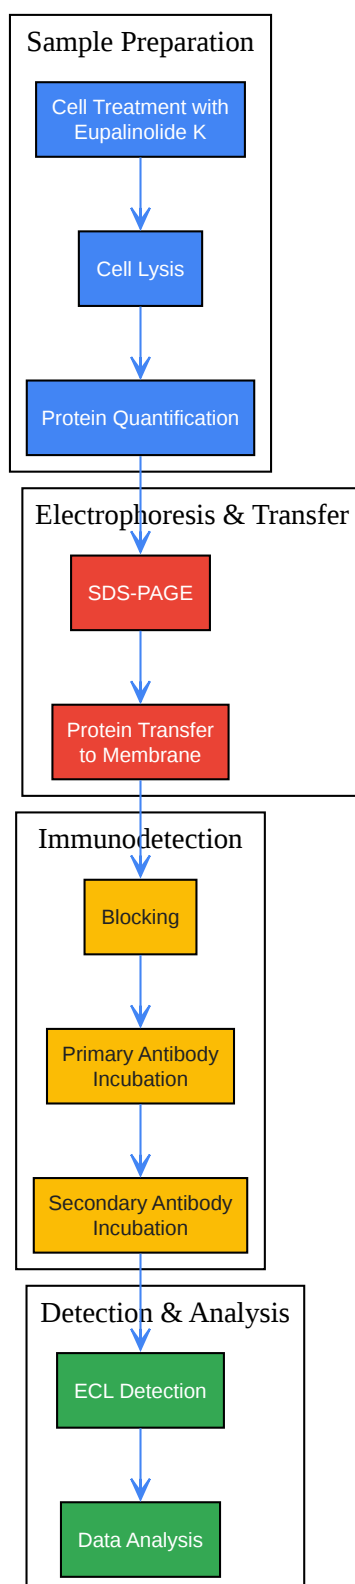 Sample Preparation
Cell Treatment with
Eupalinolide K
Cell Lysis
Protein Quantification
Electrophoresis & Transfer
SDS-PAGE
Protein Transfer
to Membrane
Immunodetection
Blocking
Primary Antibody
Incubation
Secondary Antibody
Incubation
Detection & Analysis
ECL Detection
Data Analysis